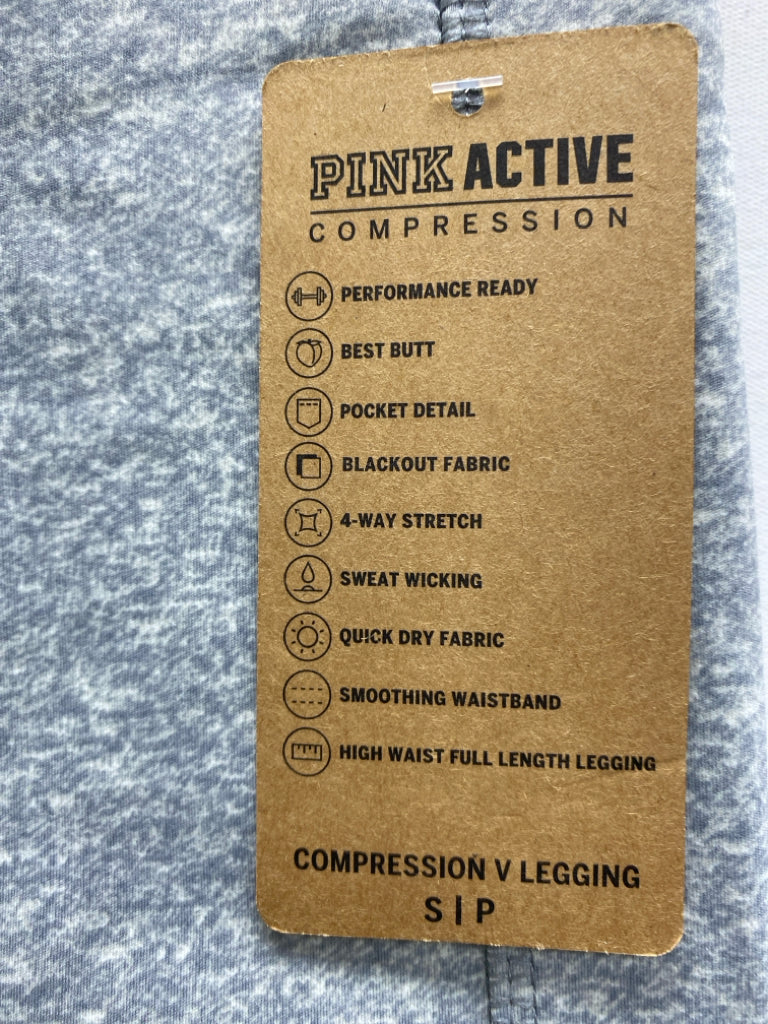 PINK ACTIVE
COMPRESSION
PERFORMANCE READY
BEST BUTT
POCKET DETAIL
BLACKOUT FABRIC
4-WAY STRETCH
SWEAT WICKING
QUICK DRY FABRIC
SMOOTHING WAISTBAND
HIGH WAIST FULL LENGTH LEGGING
COMPRESSION V LEGGING
S | P